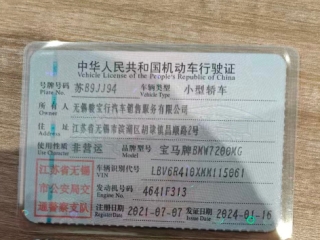 中华人民共和国机动车行驶证
Vehicle License of the People's Republic of China
号牌号码 苏B9JJ94 车辆类型 小型轿车
Plate No. Vehicle Type
所有人 无锡 宝行汽车销售服务有限公司
Owner
住址 江苏省无锡市滨湖区胡埭镇 昌顺路2号
Address
使用性质 非营运 品牌型号 宝马牌BMW7200KG
Use Character Model
江苏省无锡
市公安局交
通警察支队
车辆识别代号
VIN
发动机号码 4641F313
Engine No.
注册日期 2021-07-07 发证日期 2024-01-16
Register Date Issue Date